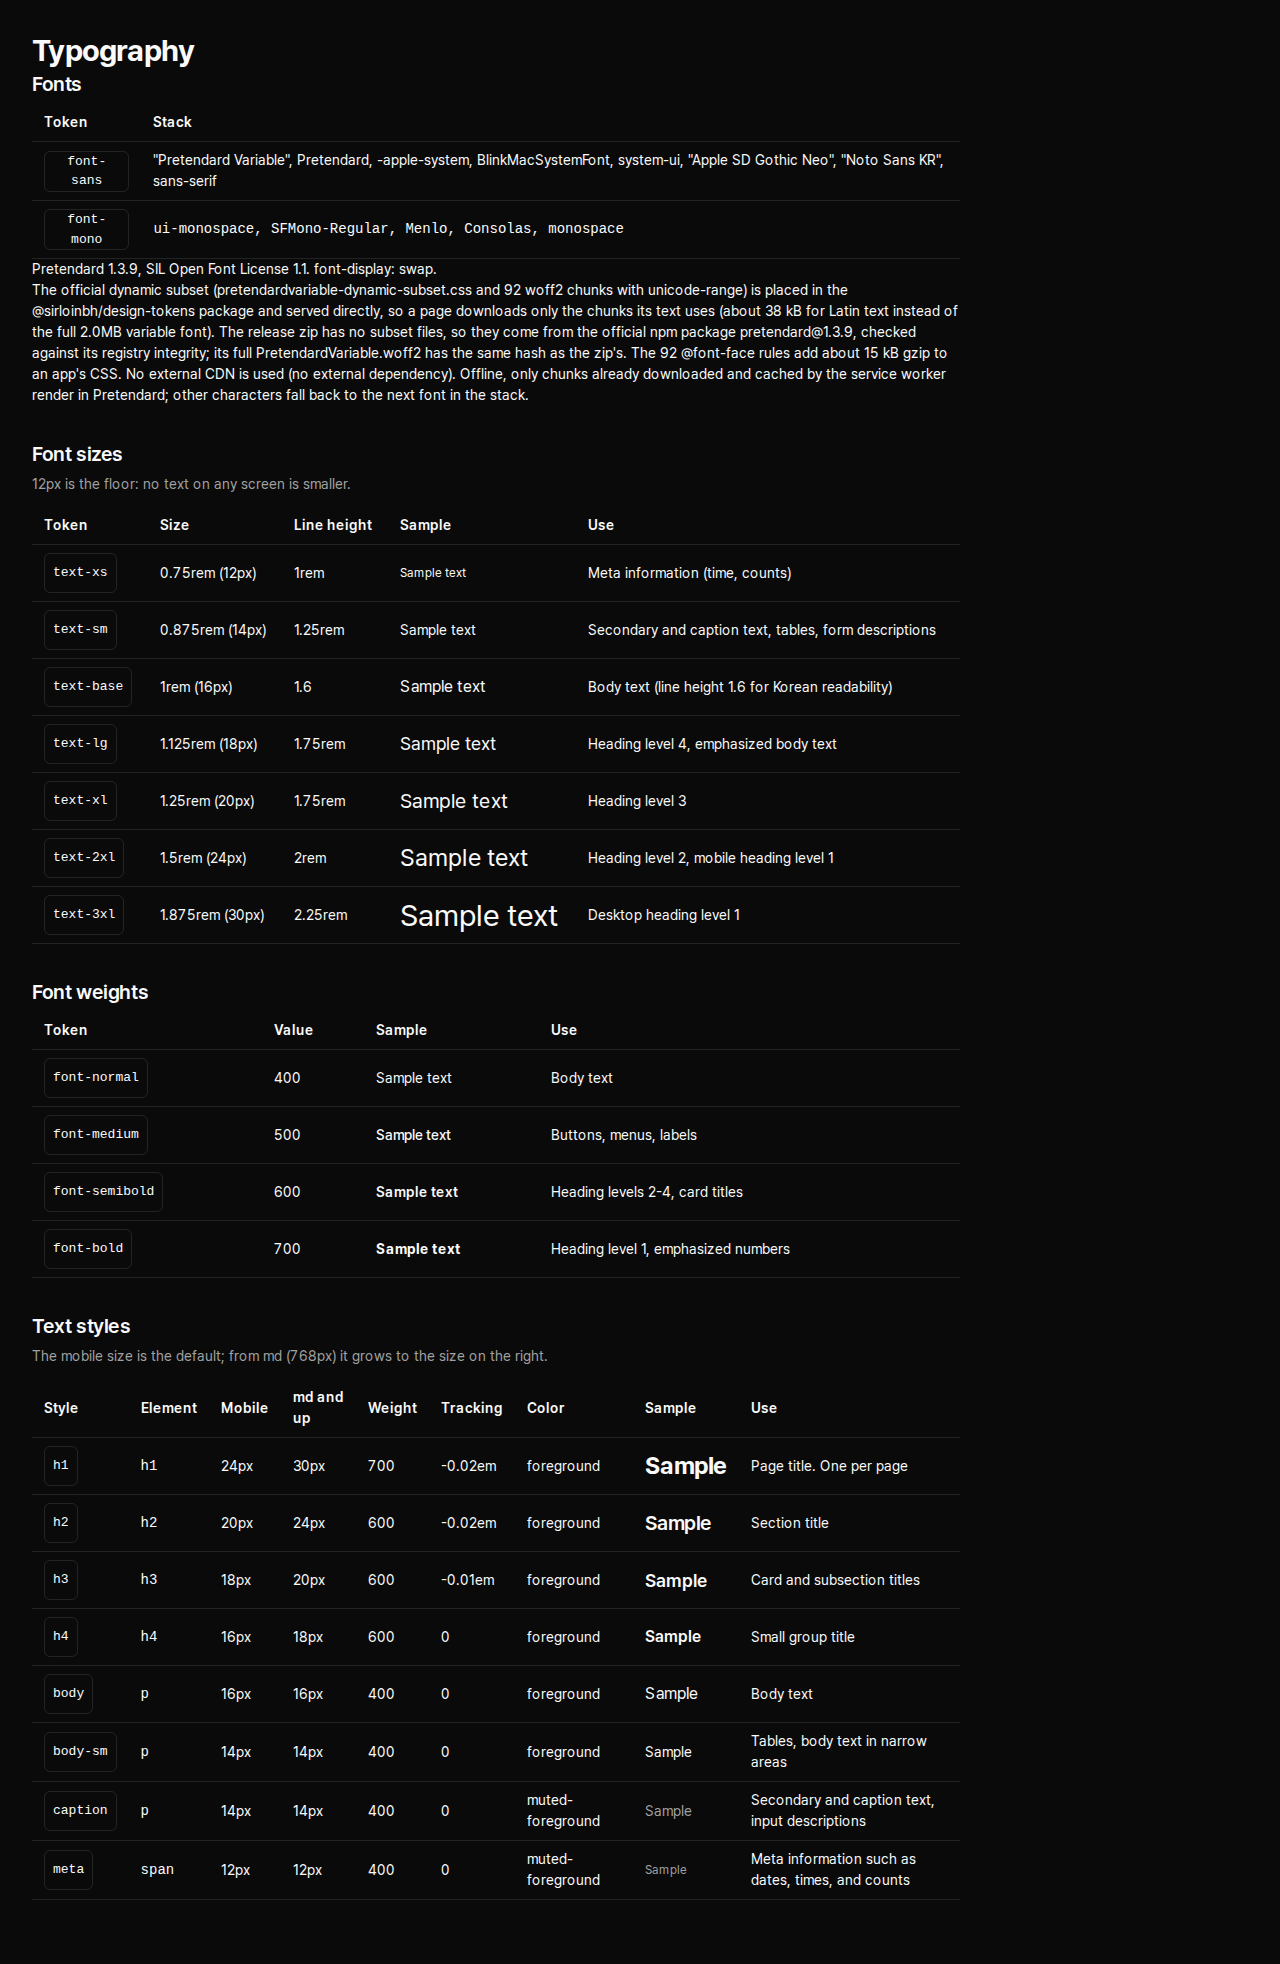 Typography
Fonts
Token Stack
font-sans "Pretendard Variable", Pretendard, -apple-system, BlinkMacSystemFont, system-ui, "Apple SD Gothic Neo", "Noto Sans KR",
sans-serif
font-mono ui-monospace, SFMono-Regular, Menlo, Consolas, monospace
Pretendard 1.3.9, SIL Open Font License 1.1. font-display: swap.
The official dynamic subset (pretendardvariable-dynamic-subset.css and 92 woff2 chunks with unicode-range) is placed in the
@sirloinbh/design-tokens package and served directly, so a page downloads only the chunks its text uses (about 38 kB for Latin text instead of
the full 2.0MB variable font). The release zip has no subset files, so they come from the official npm package pretendard@1.3.9, checked
against its registry integrity; its full PretendardVariable.woff2 has the same hash as the zip's. The 92 @font-face rules add about 15 kB gzip to
an app's CSS. No external CDN is used (no external dependency). Offline, only chunks already downloaded and cached by the service worker
render in Pretendard; other characters fall back to the next font in the stack.
Font sizes
12px is the floor: no text on any screen is smaller.
Token Size Line height Sample Use
text-xs 0.75rem (12px) 1rem Sample text Meta information (time, counts)
text-sm 0.875rem (14px) 1.25rem Sample text Secondary and caption text, tables, form descriptions
text-base 1rem (16px) 1.6 Sample text Body text (line height 1.6 for Korean readability)
text-lg 1.125rem (18px) 1.75rem Sample text Heading level 4, emphasized body text
text-xl 1.25rem (20px) 1.75rem Sample text Heading level 3
text-2xl 1.5rem (24px) 2rem Sample text Heading level 2, mobile heading level 1
text-3xl 1.875rem (30px) 2.25rem Sample text Desktop heading level 1
Font weights
Token Value Sample Use
font-normal 400 Sample text Body text
font-medium 500 Sample text Buttons, menus, labels
font-semibold 600 Sample text Heading levels 2-4, card titles
font-bold 700 Sample text Heading level 1, emphasized numbers
Text styles
The mobile size is the default; from md (768px) it grows to the size on the right.
Style Element Mobile md and up Weight Tracking Color Sample Use
h1 h1 24px 30px 700 -0.02em foreground Sample Page title. One per page
h2 h2 20px 24px 600 -0.02em foreground Sample Section title
h3 h3 18px 20px 600 -0.01em foreground Sample Card and subsection titles
h4 h4 16px 18px 600 0 foreground Sample Small group title
body p 16px 16px 400 0 foreground Sample Body text
body-sm p 14px 14px 400 0 foreground Sample Tables, body text in narrow
areas
caption p 14px 14px 400 0 muted-foreground Sample Secondary and caption text,
input descriptions
meta span 12px 12px 400 0 muted-foreground Sample Meta information such as
dates, times, and counts